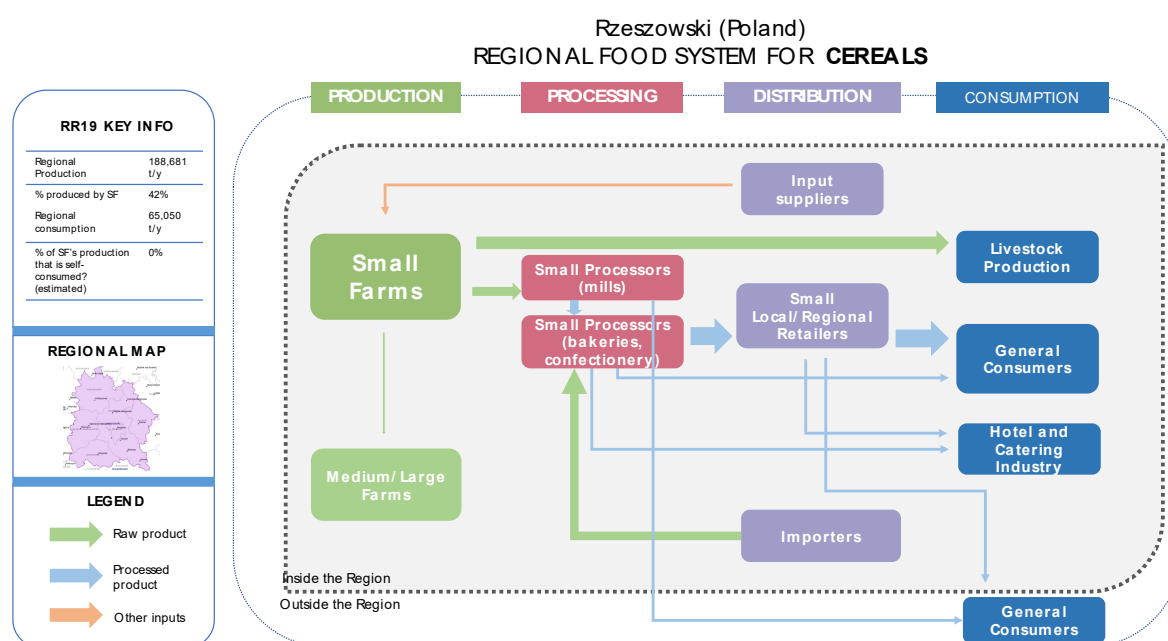 Rzeszowski (Poland)
REGIONAL FOOD SYSTEM FOR CEREALS
PRODUCTION
PROCESSING
DISTRIBUTION
CONSUMPTION
RR19 KEY INFO
Regional
Production
188,681
t/y
% produced by SF
42%
Regional
consumption
65,050
t/y
% of SF's production
that is self-
consumed?
(estimated)
0%
REGIONAL MAP
LEGEND
Raw product
Processed
product
Other inputs
Input
suppliers
Small
Farms
Small Processors
(mills)
Small Processors
(bakeries,
confectionery)
Small
Local/ Regional
Retailers
Livestock
Production
General
Consumers
Hotel and
Catering
Industry
Medium/ Large
Farms
Importers
Inside the Region
Outside the Region
General
Consumers